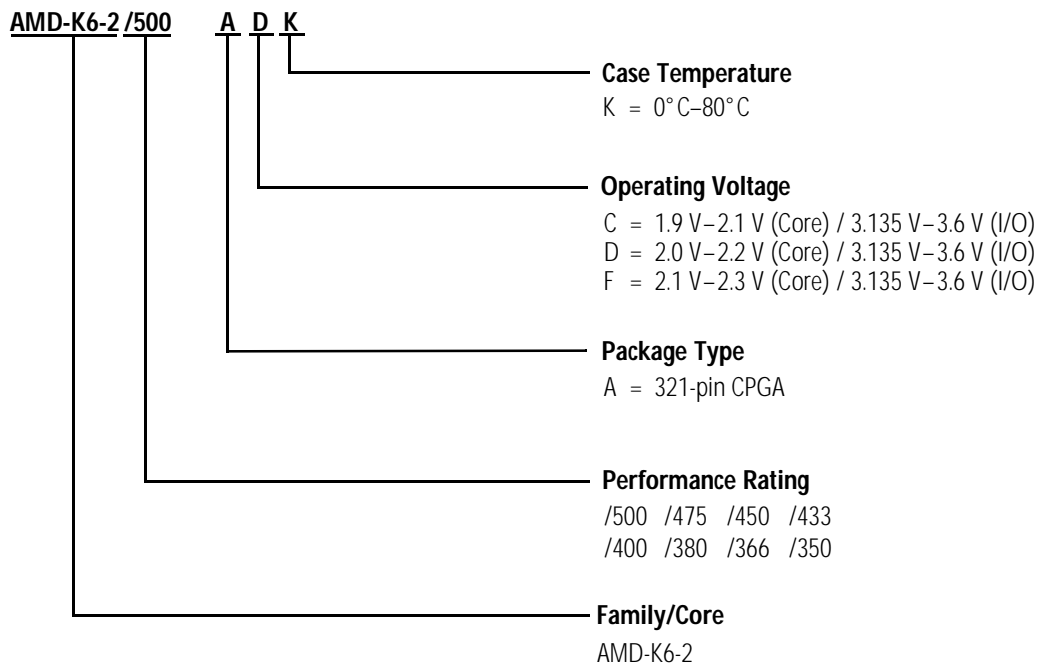 AMD-K6-2 /500 A D K
Case Temperature
K = 0°C–80°C
Operating Voltage
C = 1.9 V–2.1 V (Core) / 3.135 V–3.6 V (I/O)
D = 2.0 V–2.2 V (Core) / 3.135 V–3.6 V (I/O)
F = 2.1 V–2.3 V (Core) / 3.135 V–3.6 V (I/O)
Package Type
A = 321-pin CPGA
Performance Rating
/500 /475 /450 /433
/400 /380 /366 /350
Family/Core
AMD-K6-2